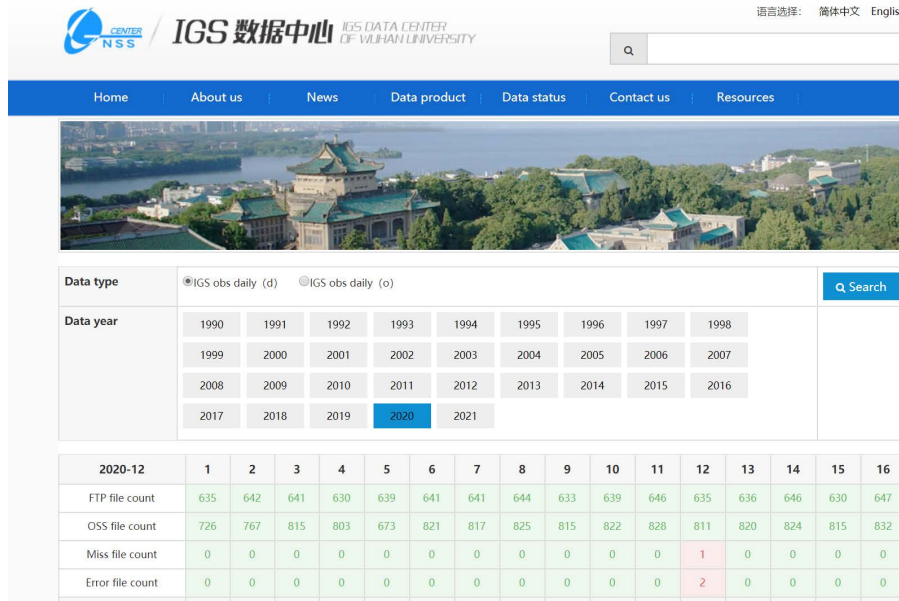 语言选择: 简体中文 Englis
CENTER
NSS
IGS 数据中心
IGS DATA CENTER
OF WUHAN UNIVERSITY
Home About us News Data product Data status Contact us Resources
Data type IGS obs daily (d) IGS obs daily (o) Search
Data year
1990 1991 1992 1993 1994 1995 1996 1997 1998
1999 2000 2001 2002 2003 2004 2005 2006 2007
2008 2009 2010 2011 2012 2013 2014 2015 2016
2017 2018 2019 2020 2021
2020-12 1 2 3 4 5 6 7 8 9 10 11 12 13 14 15 16
FTP file count 635 642 641 630 639 641 641 644 633 639 646 635 636 646 630 647
OSS file count 726 767 815 803 673 821 817 825 815 822 828 811 820 824 815 832
Miss file count 0 0 0 0 0 0 0 0 0 0 0 1 0 0 0 0
Error file count 0 0 0 0 0 0 0 0 0 0 0 2 0 0 0 0